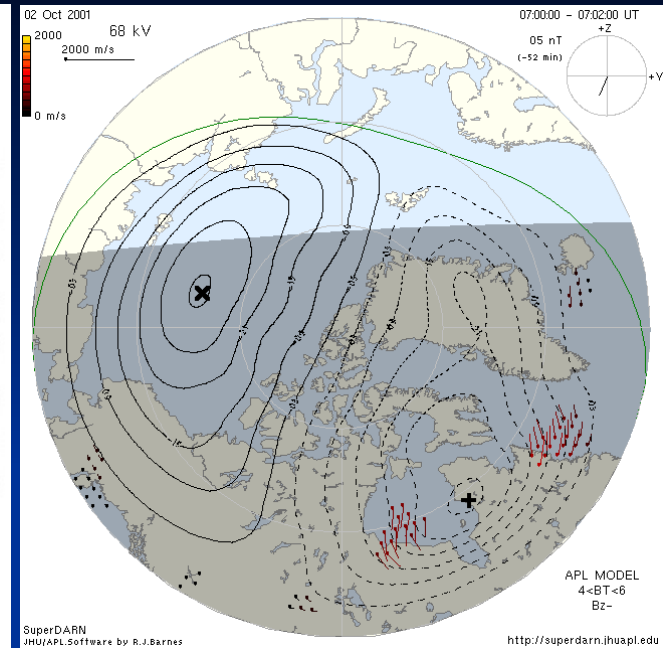 02 Oct 2001
68 kV
07:00:00 - 07:02:00 UT
2000
2000 m/s
0 m/s
05 nT
(-52 min)
+Z
+Y
APL MODEL
4<BT<6
Bz-
SuperDARN
JHU/APL.Software by R.J.Barnes
http://superdarn.jhuapl.edu